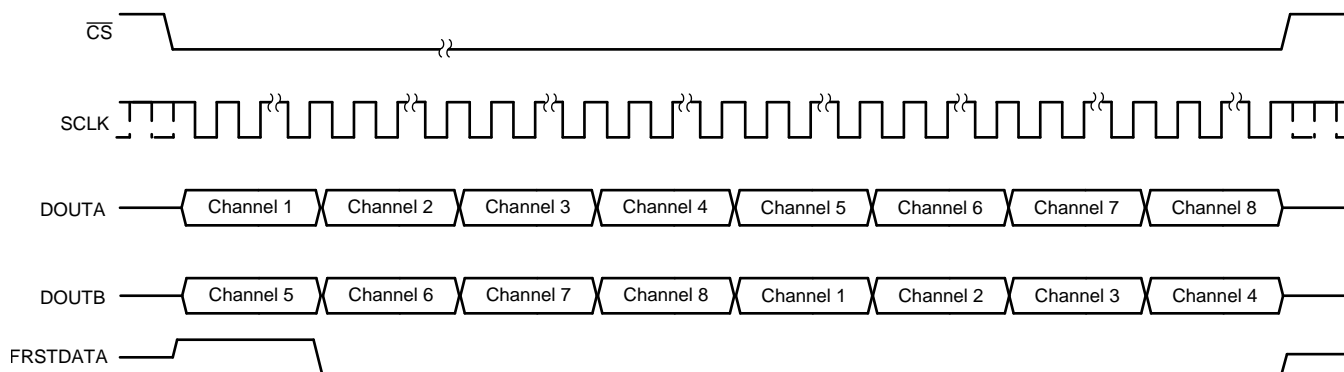 CS
SCLK
DOUTA
Channel 1 Channel 2 Channel 3 Channel 4 Channel 5 Channel 6 Channel 7 Channel 8
DOUTB
Channel 5 Channel 6 Channel 7 Channel 8 Channel 1 Channel 2 Channel 3 Channel 4
FRSTDATA